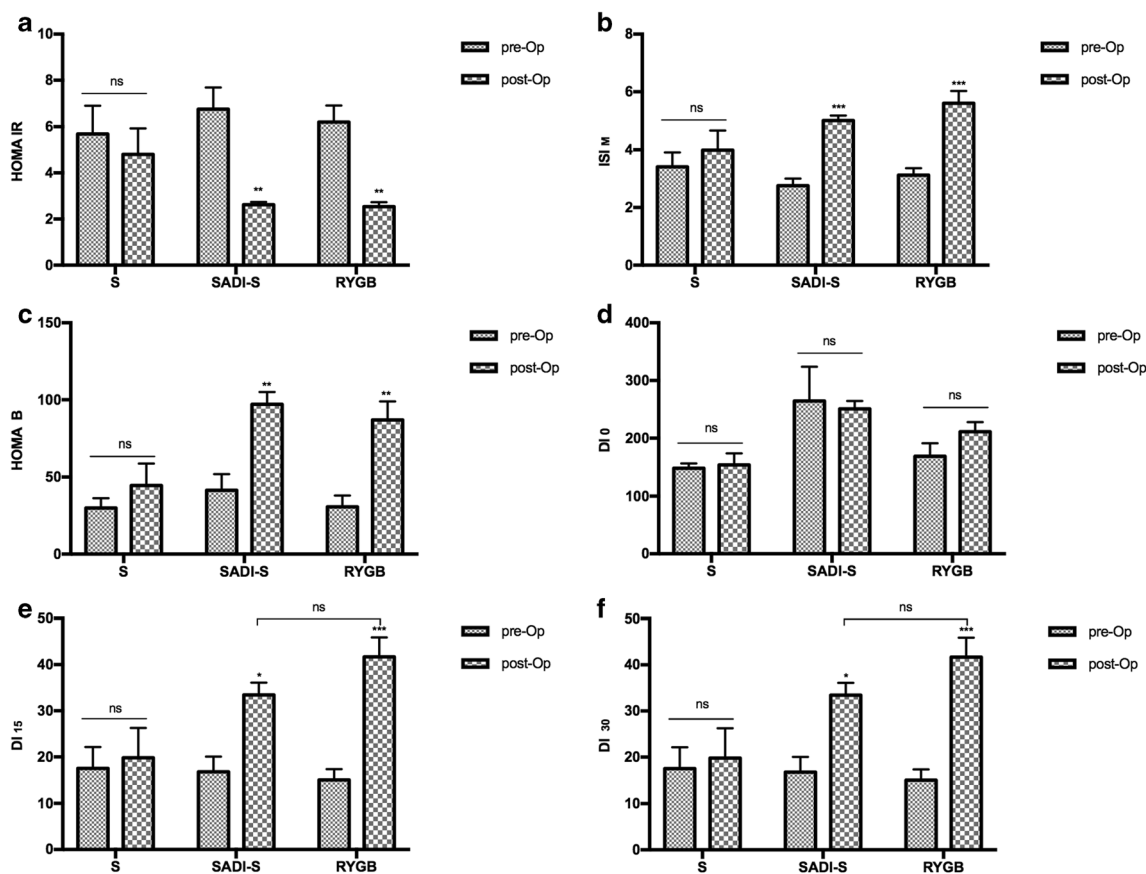 a
HOMA IR
10
8
6
4
2
0
ns
**
**
S
SADI-S
RYGB
pre-Op
post-Op
b
ISI M
8
6
4
2
0
ns
***
***
S
SADI-S
RYGB
pre-Op
post-Op
c
HOMA B
150
100
50
0
ns
**
**
S
SADI-S
RYGB
pre-Op
post-Op
d
DI 0
400
300
200
100
0
ns
ns
ns
S
SADI-S
RYGB
pre-Op
post-Op
e
DI 15
50
40
30
20
10
0
ns
ns
*
***
S
SADI-S
RYGB
pre-Op
post-Op
f
DI 30
50
40
30
20
10
0
ns
ns
*
***
S
SADI-S
RYGB
pre-Op
post-Op